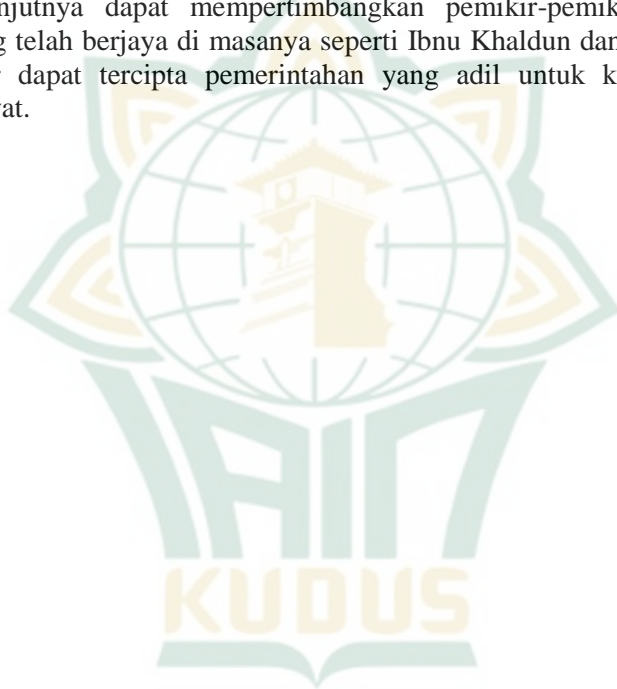 njutnya dapat mempertimbangkan pemikir-pemik
g telah berjaya di masanya seperti Ibnu Khaldun dan
dapat tercipta pemerintahan yang adil untuk k
at.
IAIN
KUDUS